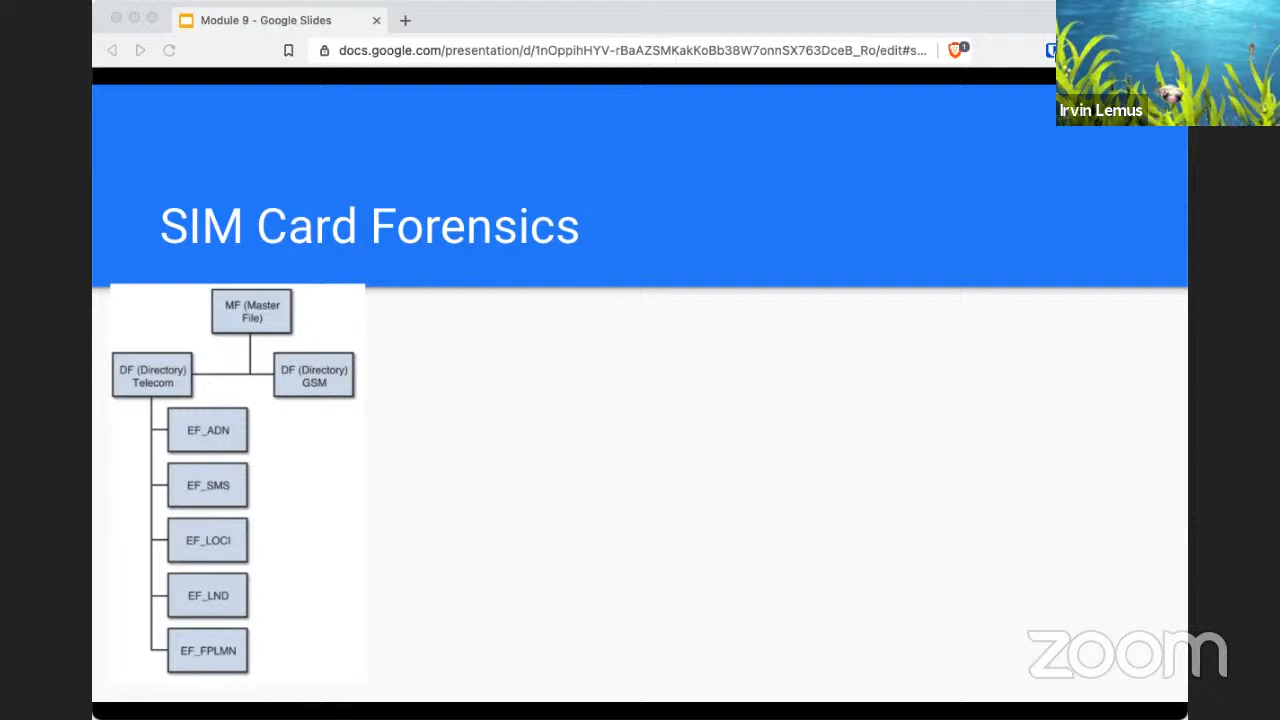 Module 9 - Google Slides
docs.google.com/presentation/d/1nOppihHYV-rBaAZSMKakKoBb38W7onnSX763DceB_Ro/edit#s...
1
Irvin Lemus
SIM Card Forensics
MF (Master
File)
DF (Directory)
Telecom
DF (Directory)
GSM
EF_ADN
EF_SMS
EF_LOCI
EF_LND
EF_FPLMN
zoom